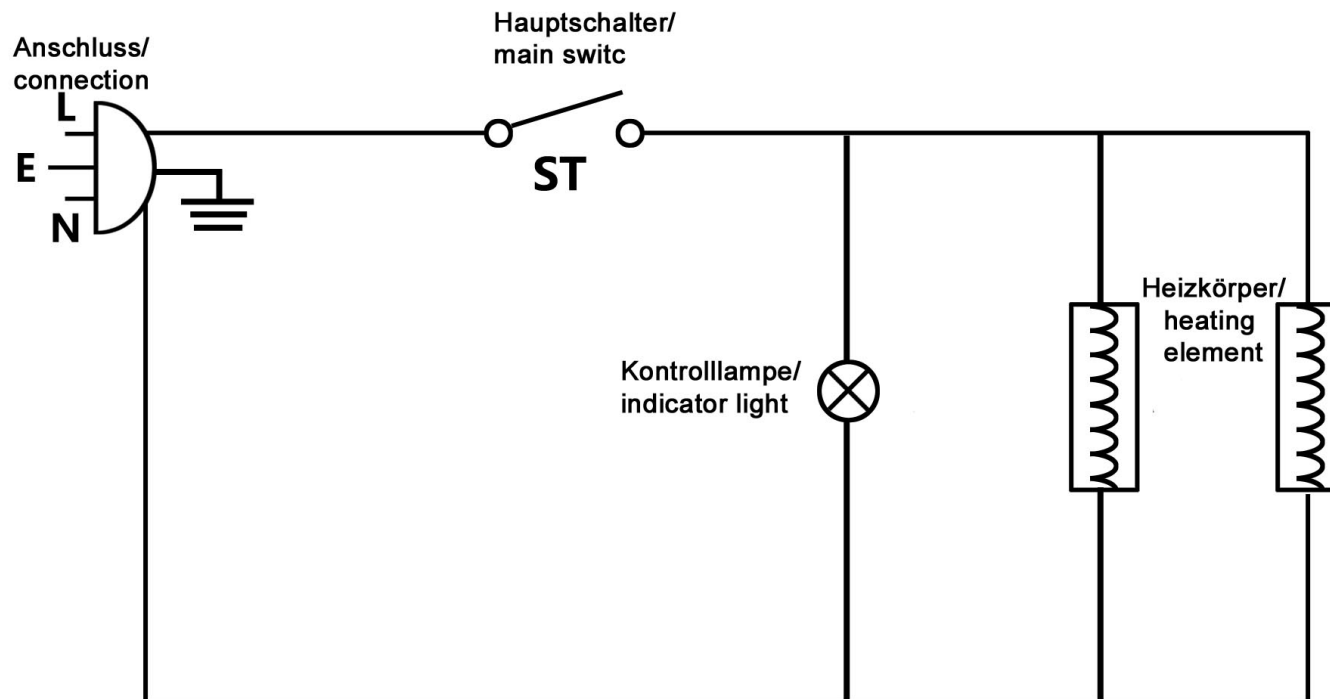 Anschluss/
connection
L
E
N
Hauptschalter/
main switc
ST
Kontrolllampe/
indicator light
Heizkörper/
heating
element